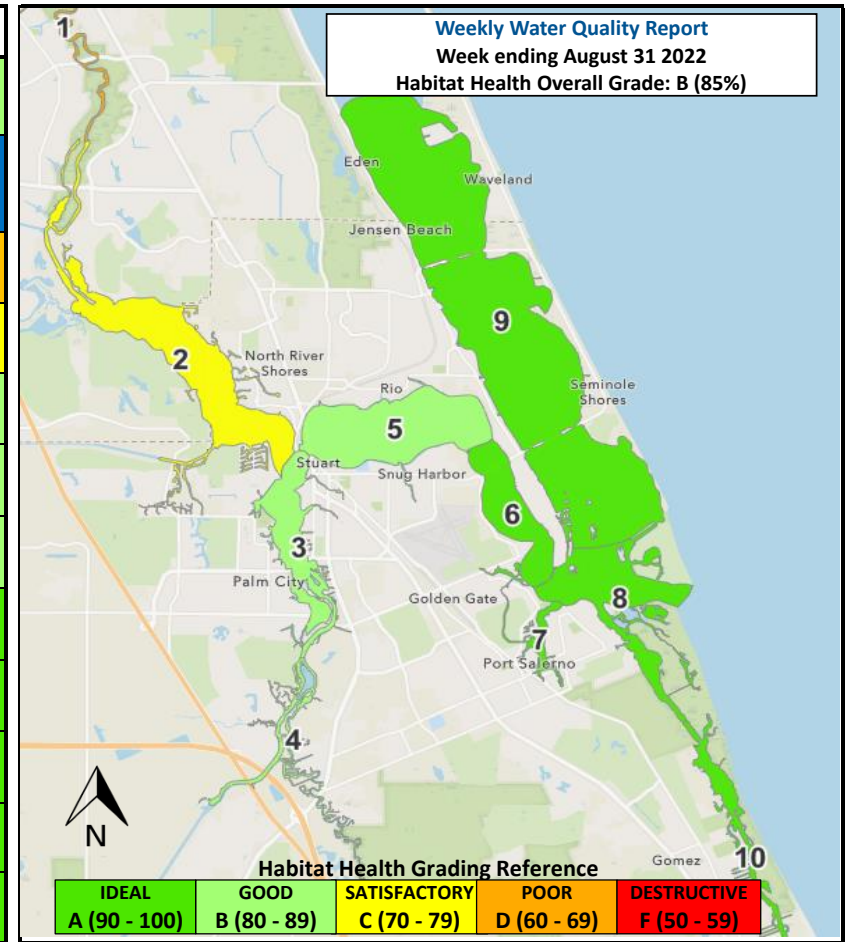 Weekly Water Quality Report
Week ending August 31 2022
Habitat Health Overall Grade: B (85%)
1
Eden
Waveland
Jensen Beach
9
2
North River
Shores
Rio
Seminole
Shores
5
Stuart
Snug Harbor
6
3
Palm City
Golden Gate
8
7
Port Salerno
4
N
Gomez
10
Habitat Health Grading Reference
IDEAL GOOD SATISFACTORY POOR DESTRUCTIVE
A (90 - 100) B (80 - 89) C (70 - 79) D (60 - 69) F (50 - 59)